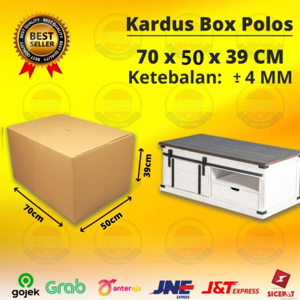 BEST
SELLER
Kardus Box Polos
70 x 50 x 39 CM
Ketebalan: ± 4 MM
39cm
70cm
50cm
gojek
Grab
anteraja
JNE
EXPRESS
J&T EXPRESS
SICEPAT